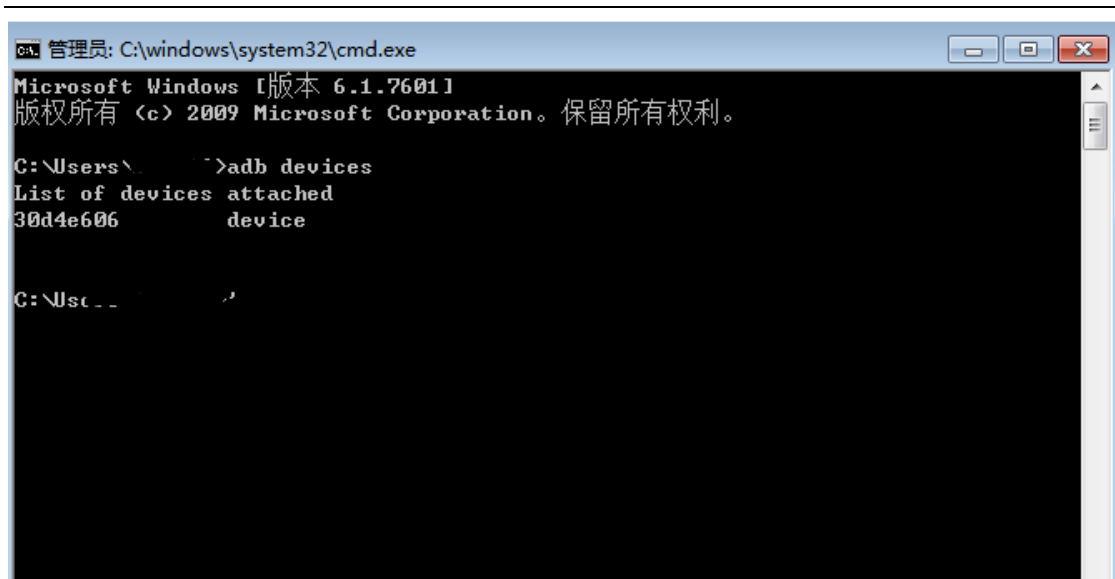 管理员: C:\windows\system32\cmd.exe
Microsoft Windows [版本 6.1.7601]
版权所有 (c) 2009 Microsoft Corporation。保留所有权利。
C:\Users\ >adb devices
List of devices attached
30d4e606 device